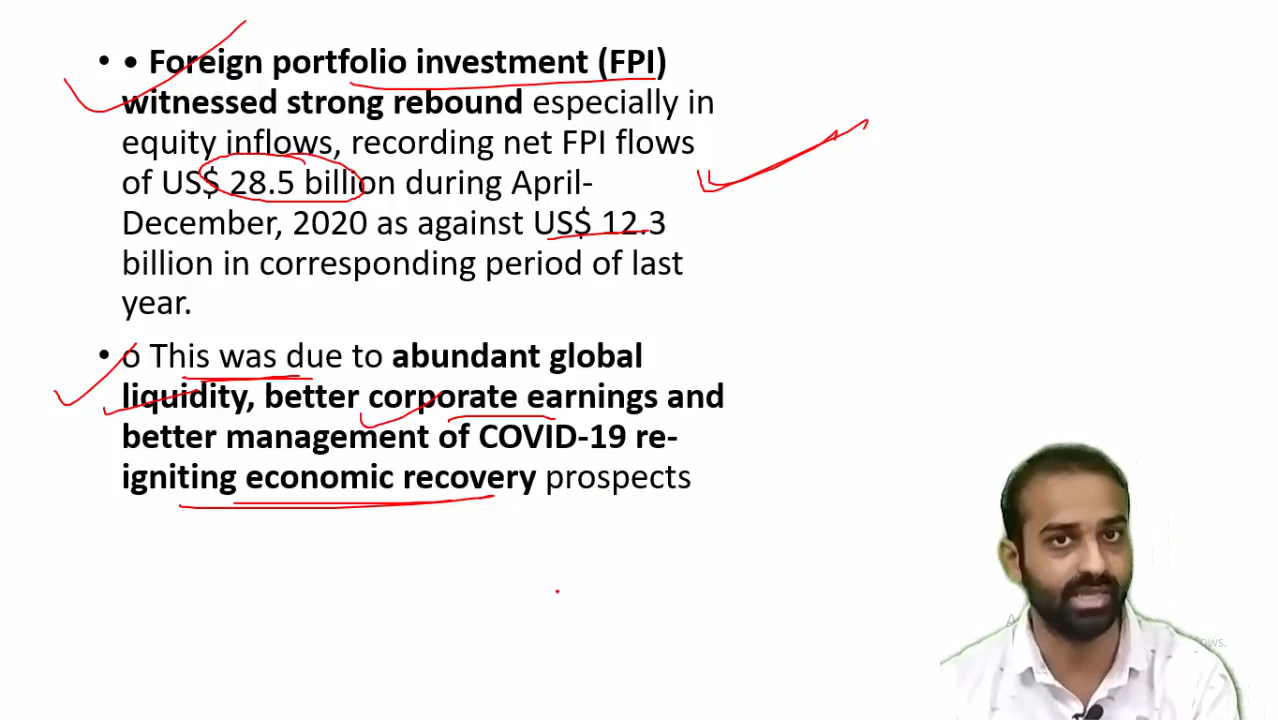 • • Foreign portfolio investment (FPI)
witnessed strong rebound especially in
equity inflows, recording net FPI flows
of US$ 28.5 billion during April-
December, 2020 as against US$ 12.3
billion in corresponding period of last
year.
• o This was due to abundant global
liquidity, better corporate earnings and
better management of COVID-19 re-
igniting economic recovery prospects